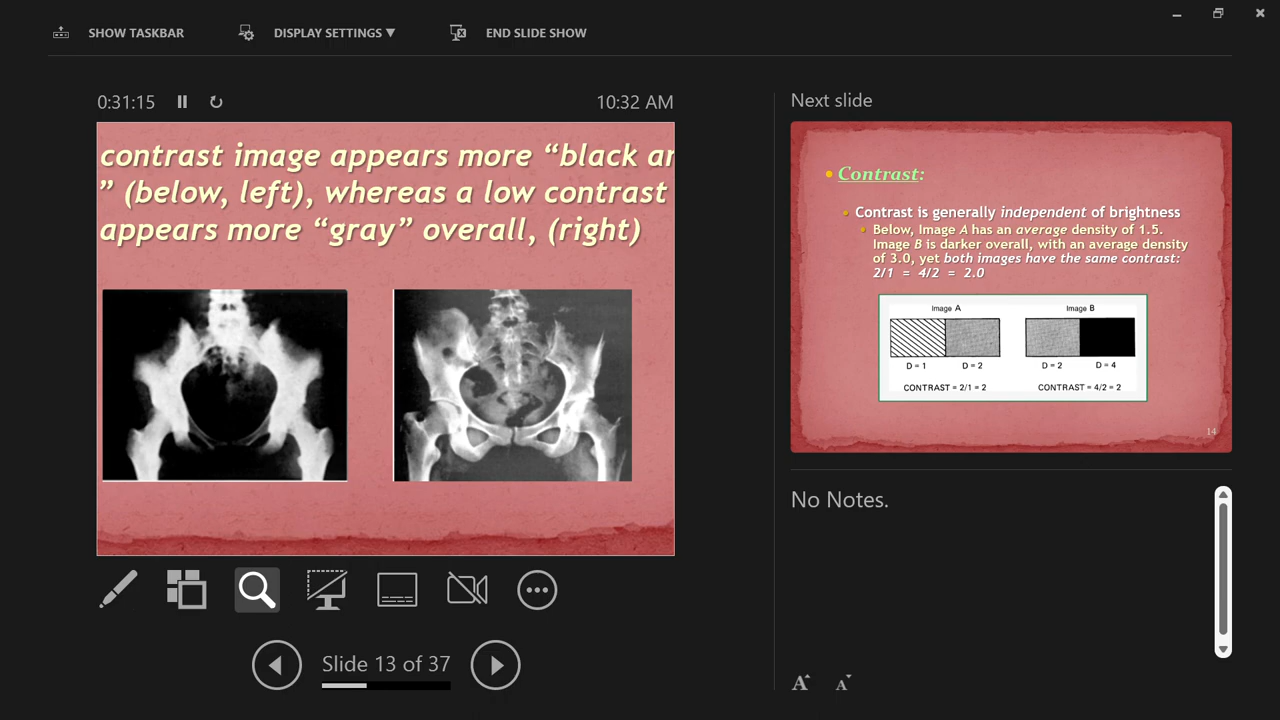 SHOW TASKBAR
DISPLAY SETTINGS ▼
END SLIDE SHOW
0:31:15
10:32 AM
contrast image appears more “black ar
” (below, left), whereas a low contrast
appears more “gray” overall, (right)
Slide 13 of 37
Next slide
• Contrast:
• Contrast is generally independent of brightness
• Below, Image A has an average density of 1.5.
Image B is darker overall, with an average density
of 3.0, yet both images have the same contrast:
2/1 = 4/2 = 2.0
Image A
Image B
D = 1
D = 2
D = 2
D = 4
CONTRAST = 2/1 = 2
CONTRAST = 4/2 = 2
14
No Notes.
A
A